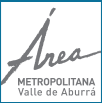 Área
METROPOLITANA
Valle de Aburrá